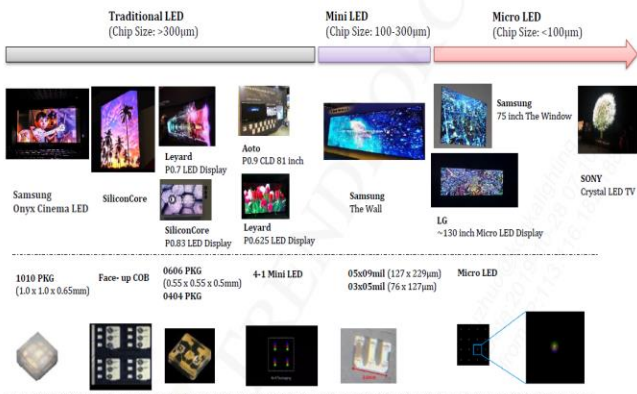 Traditional LED
(Chip Size: >300μm)
Mini LED
(Chip Size: 100-300μm)
Micro LED
(Chip Size: <100μm)
Samsung
Onyx Cinema LED
SiliconCore
Leyard
P0.7 LED Display
SiliconCore
P0.83 LED Display
Aoto
P0.9 CLD 81 inch
Leyard
P0.625 LED Display
Samsung
The Wall
Samsung
75 inch The Window
LG
~130 inch Micro LED Display
SONY
Crystal LED TV
1010 PKG
(1.0 x 1.0 x 0.65mm)
Face- up COB
0606 PKG
(0.55 x 0.55 x 0.5mm)
0404 PKG
4-1 Mini LED
05x09mil (127 x 229μm)
03x05mil (76 x 127μm)
Micro LED